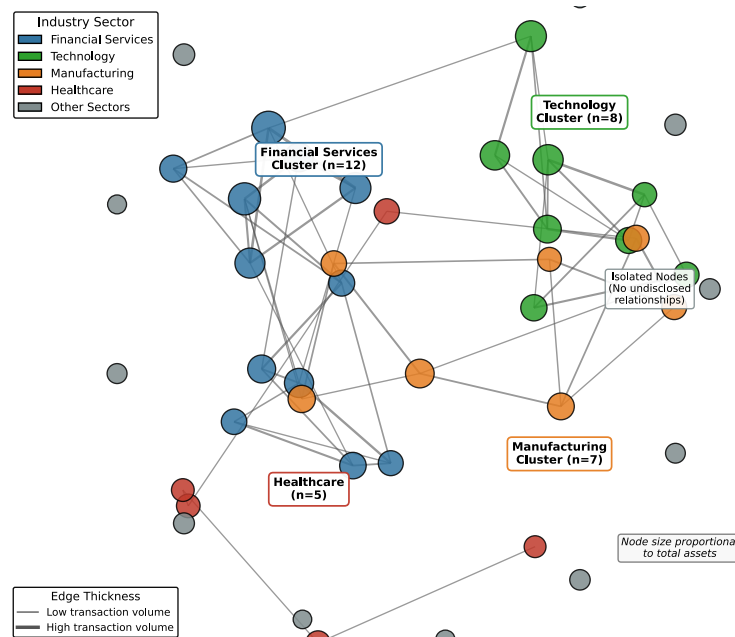 Industry Sector
Financial Services
Technology
Manufacturing
Healthcare
Other Sectors
Technology
Cluster (n=8)
Financial Services
Cluster (n=12)
Isolated Nodes
(No undisclosed
relationships)
Manufacturing
Cluster (n=7)
Healthcare
(n=5)
Node size proportiona
to total assets
Edge Thickness
Low transaction volume
High transaction volume